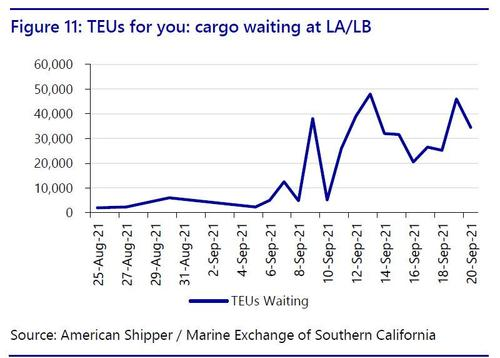 Figure 11: TEUs for you: cargo waiting at LA/LB
60,000
50,000
40,000
30,000
20,000
10,000
0
25-Aug-21
27-Aug-21
29-Aug-21
31-Aug-21
2-Sep-21
4-Sep-21
6-Sep-21
8-Sep-21
10-Sep-21
12-Sep-21
14-Sep-21
16-Sep-21
18-Sep-21
20-Sep-21
TEUs Waiting
Source: American Shipper / Marine Exchange of Southern California